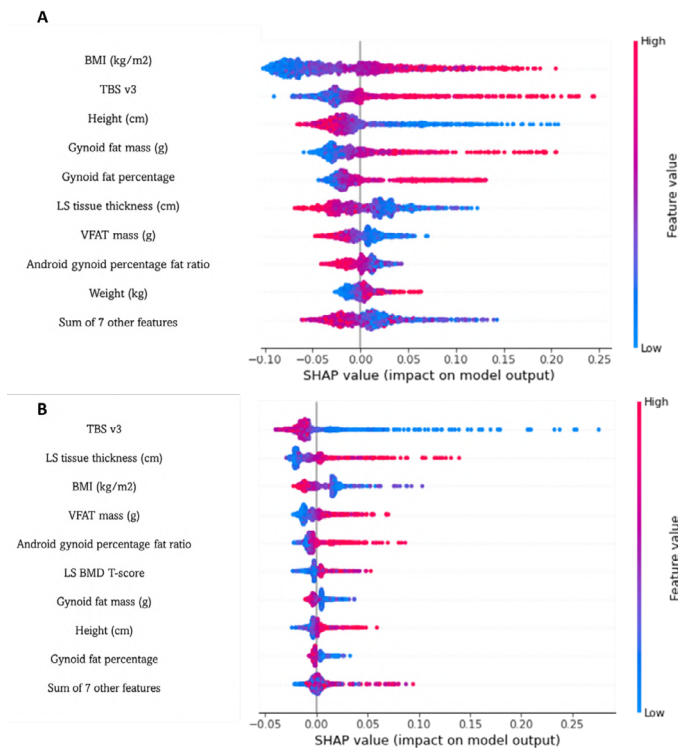 A
BMI (kg/m2)
TBS v3
Height (cm)
Gynoid fat mass (g)
Gynoid fat percentage
LS tissue thickness (cm)
VFAT mass (g)
Android gynoid percentage fat ratio
Weight (kg)
Sum of 7 other features
−0.10 −0.05 0.00 0.05 0.10 0.15 0.20 0.25
SHAP value (impact on model output)
High
Feature value
Low
B
TBS v3
LS tissue thickness (cm)
BMI (kg/m2)
VFAT mass (g)
Android gynoid percentage fat ratio
LS BMD T-score
Gynoid fat mass (g)
Height (cm)
Gynoid fat percentage
Sum of 7 other features
−0.05 0.00 0.05 0.10 0.15 0.20 0.25
SHAP value (impact on model output)
High
Feature value
Low